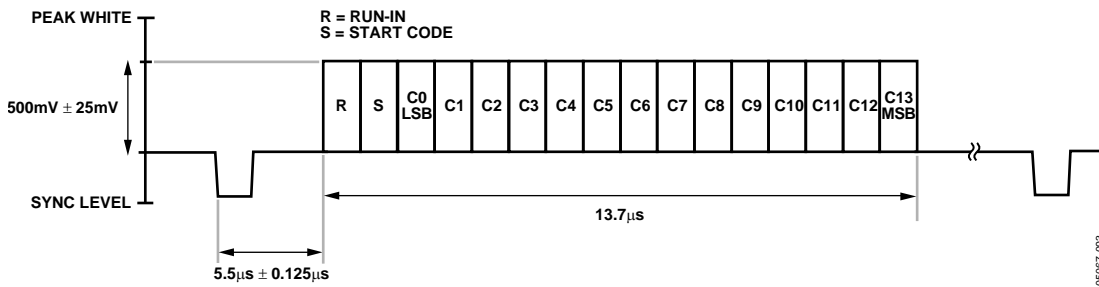 PEAK WHITE
R = RUN-IN
S = START CODE
500mV ± 25mV
R
S
C0
LSB
C1
C2
C3
C4
C5
C6
C7
C8
C9
C10
C11
C12
C13
MSB
SYNC LEVEL
13.7μs
5.5μs ± 0.125μs